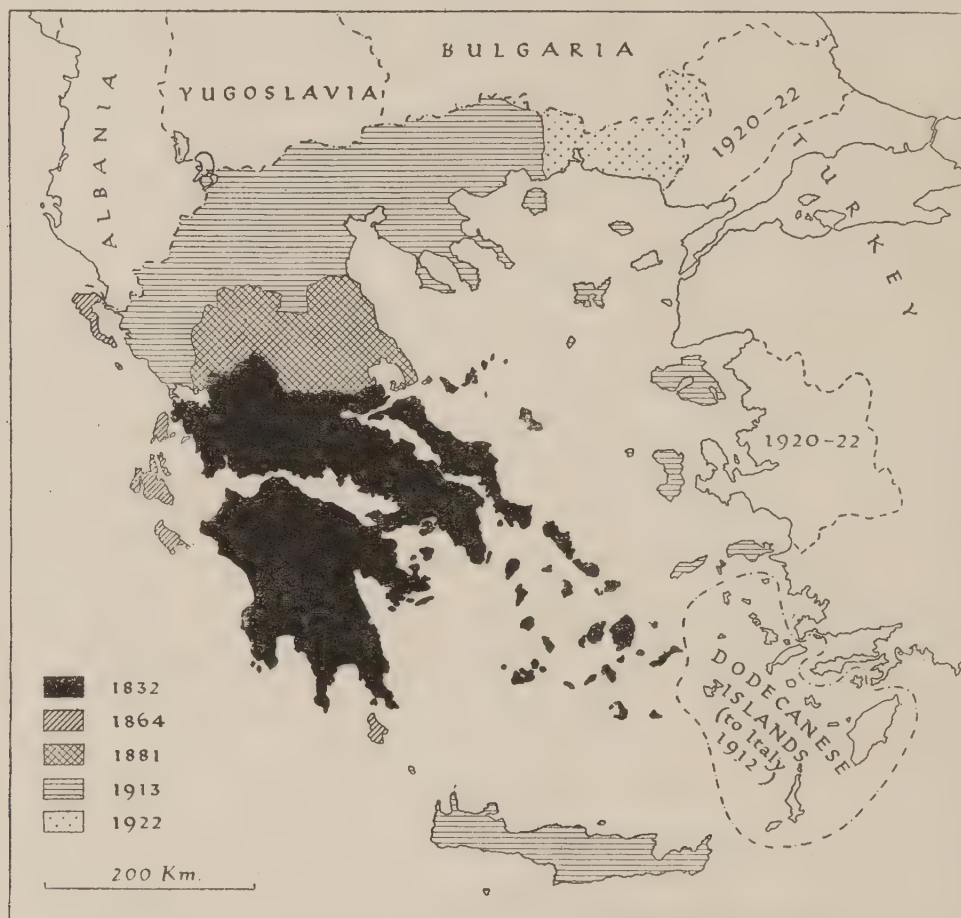 BULGARIA
YUGOSLAVIA
ALBANIA
1920-22
TURKEY
1920-22
DODECANESE
ISLANDS
(to Italy
1912)
1832
1864
1881
1913
1922
200 Km.